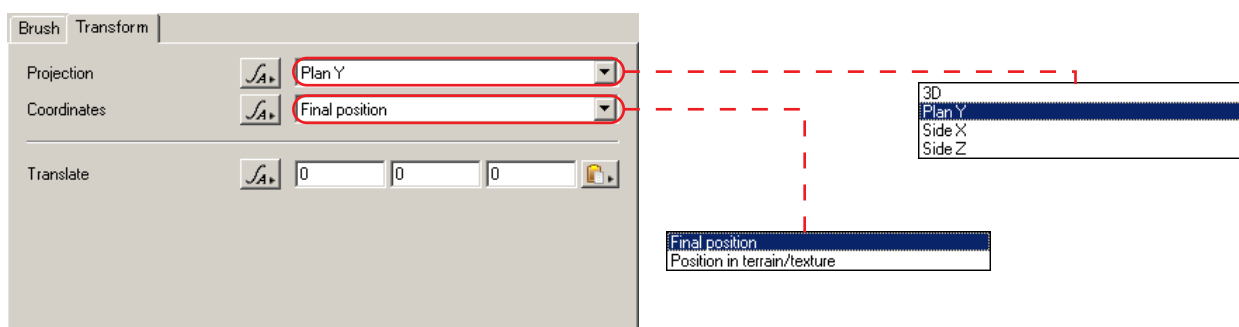 Brush Transform
Projection Plan Y
Coordinates Final position
Translate 0 0 0
3D
Plan Y
Side X
Side Z
Final position
Position in terrain/texture